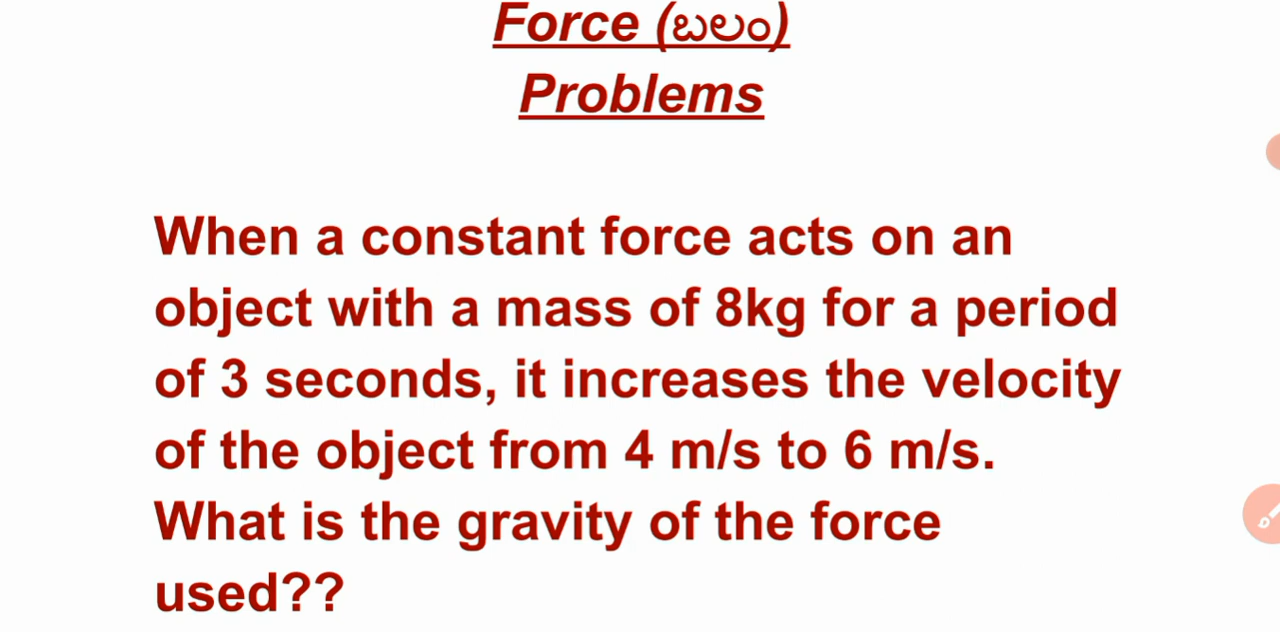 Force (బలం)
Problems
When a constant force acts on an
object with a mass of 8kg for a period
of 3 seconds, it increases the velocity
of the object from 4 m/s to 6 m/s.
What is the gravity of the force
used??